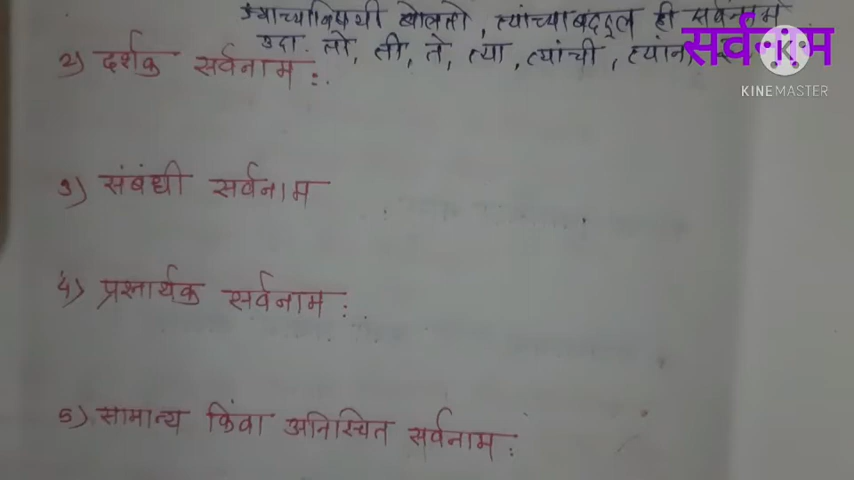 ज्याच्याविषयी बोलतो, त्यांच्याबद्दल ही सर्वनामे
उदा. तो, ती, ते, त्या, त्यांची,
सर्वनाम
KINEMASTER
२) दर्शक सर्वनाम :.
३) संबंधी सर्वनाम
४) प्रश्नार्थक सर्वनाम :.
५) सामान्य किंवा अनिश्चित सर्वनाम :